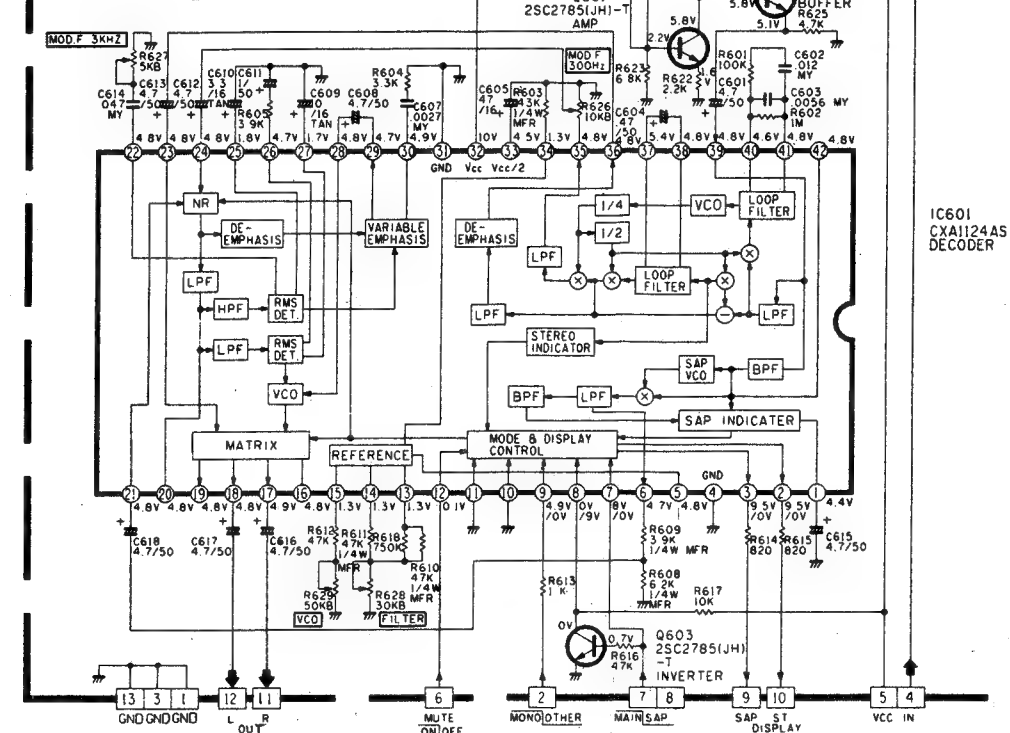 2SC2785(JH)-T
AMP
5.8V
5.8V
BUFFER
5.1V
R625
4.7K
MOD.F 3KHZ
R627
5KB
C614
.047
MY
C613
4.7
/50
C612
4.7
/50
C610
3.3
/16
TAN
C611
1/
50
R605
3.9K
C609
10
/16
TAN
C608
4.7/50
R604
3.3K
C607
.0027
MY
C605
47
/16
R603
43K
1/4W
MFR
MOD.F
300Hz
R626
10KB
C604
.47
/50
R623
6.8K
2.2V
R622
2.2K
1.6
V
R601
100K
C601
4.7
/50
C602
.012
MY
C603
.0056 MY
R602
1M
4.8V 4.8V 4.8V 1.8V 4.7V 1.7V 4.8V 4.7V 4.9V 10V 4.5V 1.3V 4.8V 4.8V 5.4V 4.8V 4.8V 4.6V 4.8V 4.8V
22 23 24 25 26 27 28 29 30 31 32 33 34 35 36 37 38 39 40 41 42
GND Vcc Vcc/2
NR
DE-
EMPHASIS
VARIABLE
EMPHASIS
DE-
EMPHASIS
1/4
VCO
LOOP
FILTER
1/2
LPF
LPF
LOOP
FILTER
HPF
RMS
DET.
LPF
LPF
LPF
RMS
DET.
STEREO
INDICATOR
VCO
SAP
VCO
BPF
BPF
LPF
SAP INDICATER
MATRIX
REFERENCE
MODE & DISPLAY
CONTROL
IC601
CXA1124AS
DECODER
GND
21 20 19 18 17 16 15 14 13 12 11 10 9 8 7 6 5 4 3 2 1
4.8V 4.8V 4.8V 4.8V 4.9V 4.8V 1.3V 1.3V 1.3V 0.1V
4.9V
/0V
0V
/9V
8V
/0V
4.7V 4.8V
9.5V
/0V
9.5V
/0V
4.4V
C618
4.7/50
C617
4.7/50
C616
4.7/50
R612
47K
R611
47K
1/4W
MFR
R618
750K
R610
47K
1/4W
MFR
R629
50KB
VCO
R628
30KB
FILTER
R613
1K
R609
3.9K
1/4W MFR
R608
6.2K
1/4W
MFR
R617
10K
R614
820
R615
820
C615
4.7/50
0V
0.7V
R616
47K
Q603
2SC2785(JH)
-T
INVERTER
13 3 1 12 11 6 2 7 8 9 10 5 4
GND GND GND
L R
OUT
MUTE
ON/OFF
MONO OTHER
MAIN SAP
SAP ST
DISPLAY
VCC IN